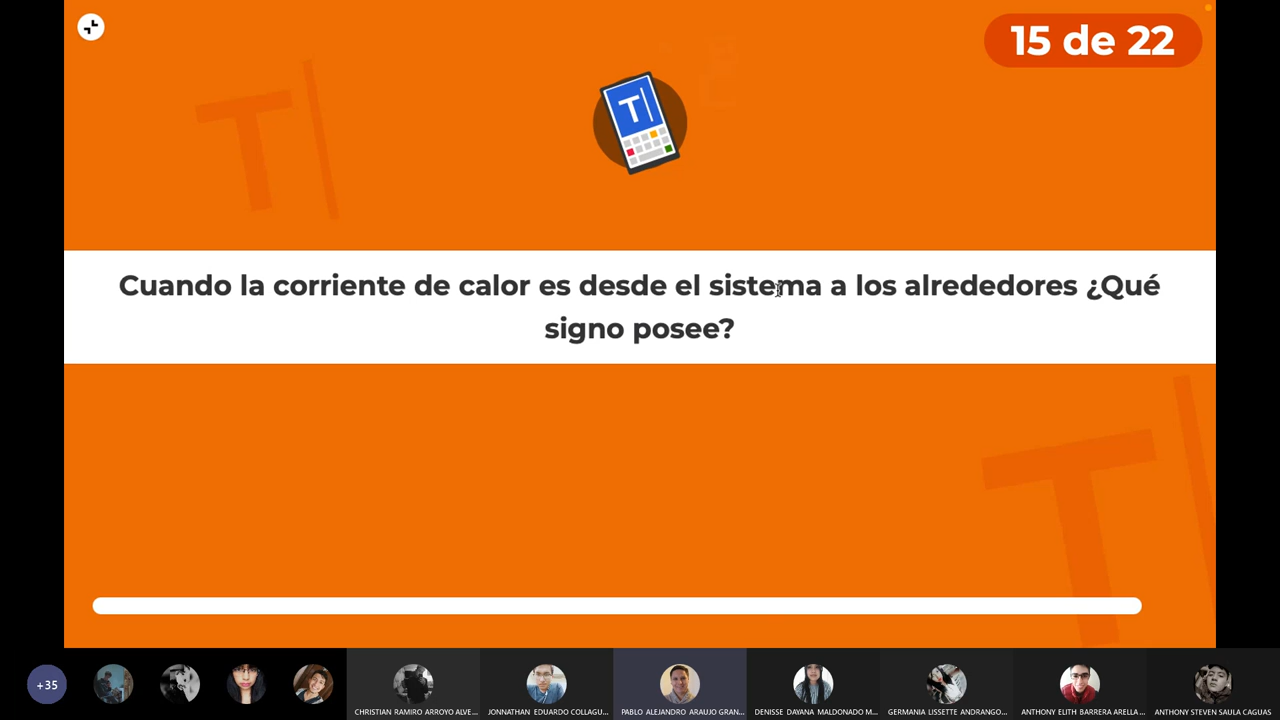 15 de 22
T|
T|
Cuando la corriente de calor es desde el sistema a los alrededores ¿Qué
signo posee?
T|
+35
CHRISTIAN RAMIRO ARROYO ALVE...
JONNATHAN EDUARDO COLLAGU...
PABLO ALEJANDRO ARAUJO GRAN...
DENISSE DAYANA MALDONADO M...
GERMANIA LISSETTE ANDRANGO...
ANTHONY ELITH BARRERA ARELLA ...
ANTHONY STEVEN SAUILA CAGUAS